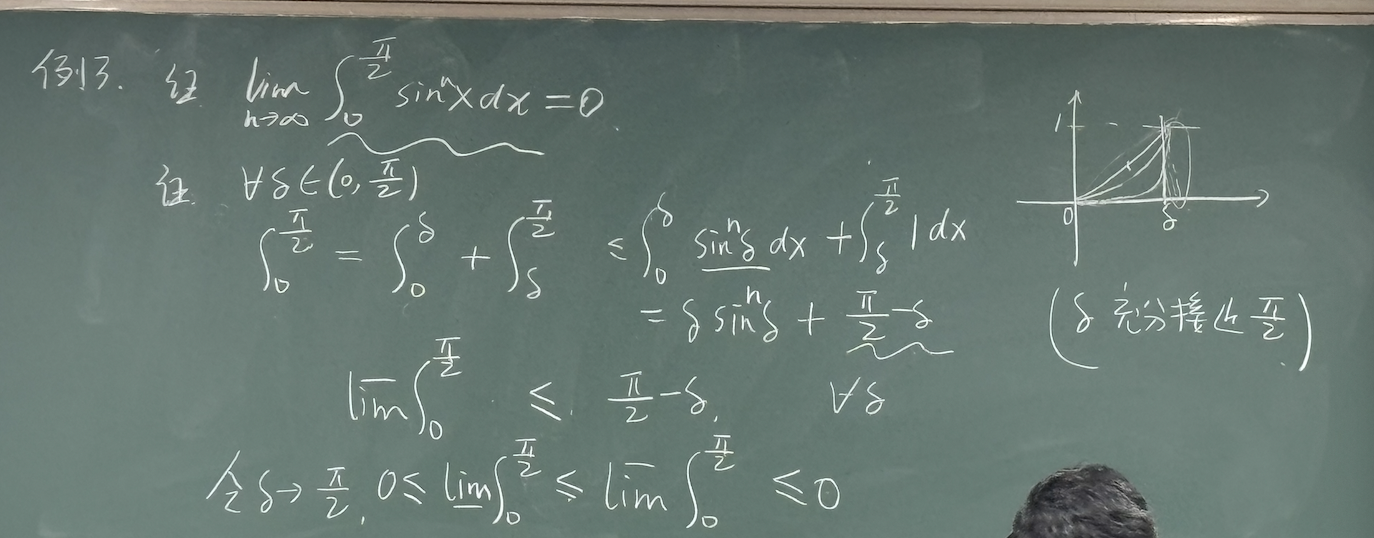 例3. 证 $\lim_{n\to\infty} \int_0^{\frac{\pi}{2}} \sin^n x\,dx = 0$
证. $\forall \delta \in (0, \frac{\pi}{2})$
$\int_0^{\frac{\pi}{2}} = \int_0^{\delta} + \int_{\delta}^{\frac{\pi}{2}} \leq \int_0^{\delta} \underline{\sin^n \delta}\,dx + \int_{\delta}^{\frac{\pi}{2}} 1\,dx$
$= \delta \sin^n \delta + \frac{\pi}{2} - \delta$
$\overline{\lim} \int_0^{\frac{\pi}{2}} \leq \frac{\pi}{2} - \delta, \quad \forall \delta$
令 $\delta \to \frac{\pi}{2}, \; 0 \leq \underline{\lim} \int_0^{\frac{\pi}{2}} \leq \overline{\lim} \int_0^{\frac{\pi}{2}} \leq 0$
1
0 δ
(δ 充分接近 $\frac{\pi}{2}$)